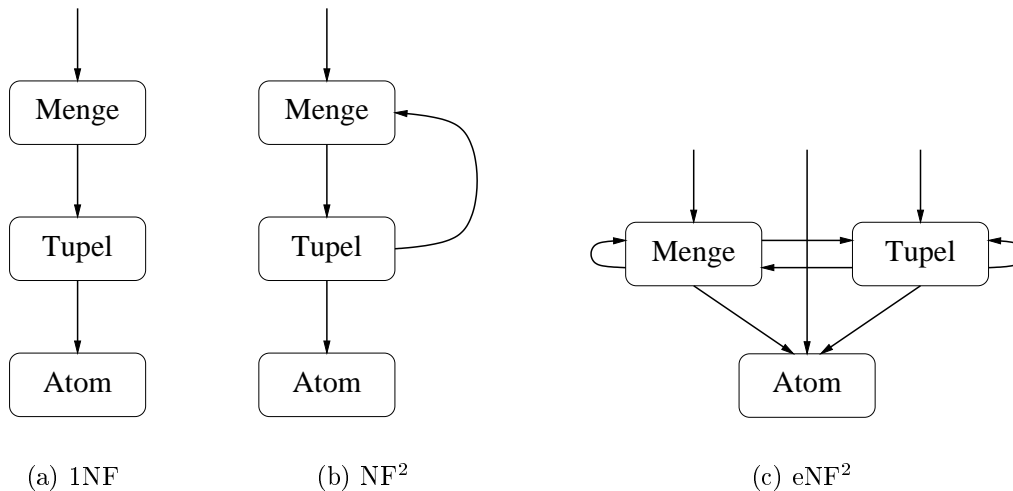 Menge
Tupel
Atom
(a) 1NF
Menge
Tupel
Atom
(b) NF²
Menge
Tupel
Atom
(c) eNF²